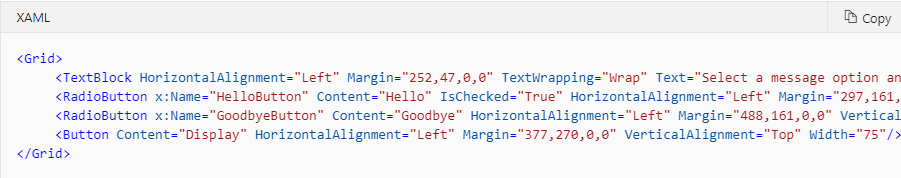 XAML
Copy
<Grid>
<TextBlock HorizontalAlignment="Left" Margin="252,47,0,0" TextWrapping="Wrap" Text="Select a message option an
<RadioButton x:Name="HelloButton" Content="Hello" IsChecked="True" HorizontalAlignment="Left" Margin="297,161,
<RadioButton x:Name="GoodbyeButton" Content="Goodbye" HorizontalAlignment="Left" Margin="488,161,0,0" Vertical
<Button Content="Display" HorizontalAlignment="Left" Margin="377,270,0,0" VerticalAlignment="Top" Width="75"/>
</Grid>